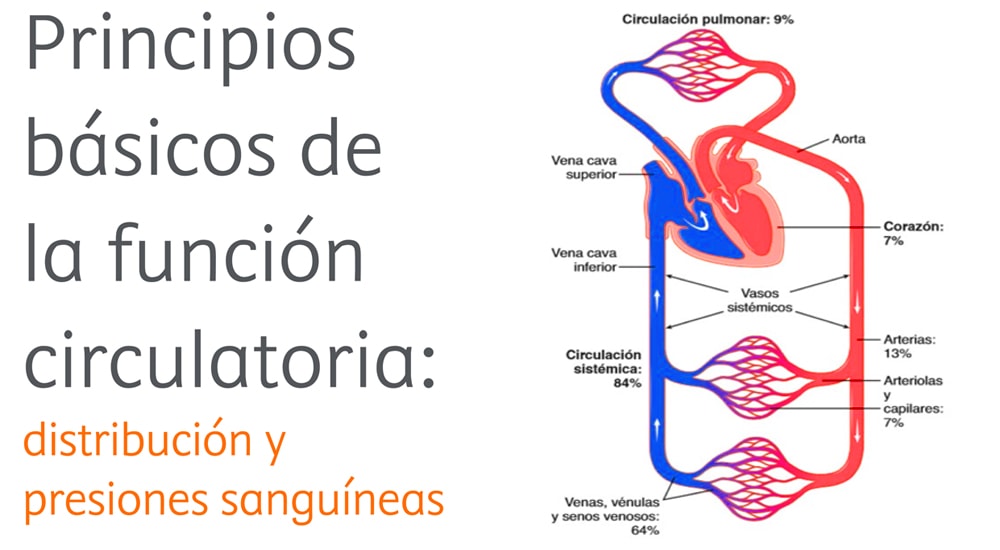 Principios
básicos de
la función
circulatoria:
distribución y
presiones sanguíneas
Circulación pulmonar: 9%
Aorta
Vena cava
superior
Corazón:
7%
Vena cava
inferior
Vasos
sistémicos
Circulación
sistémica:
84%
Arterias:
13%
Arteriolas
y
capilares:
7%
Venas, vénulas
y senos venosos:
64%